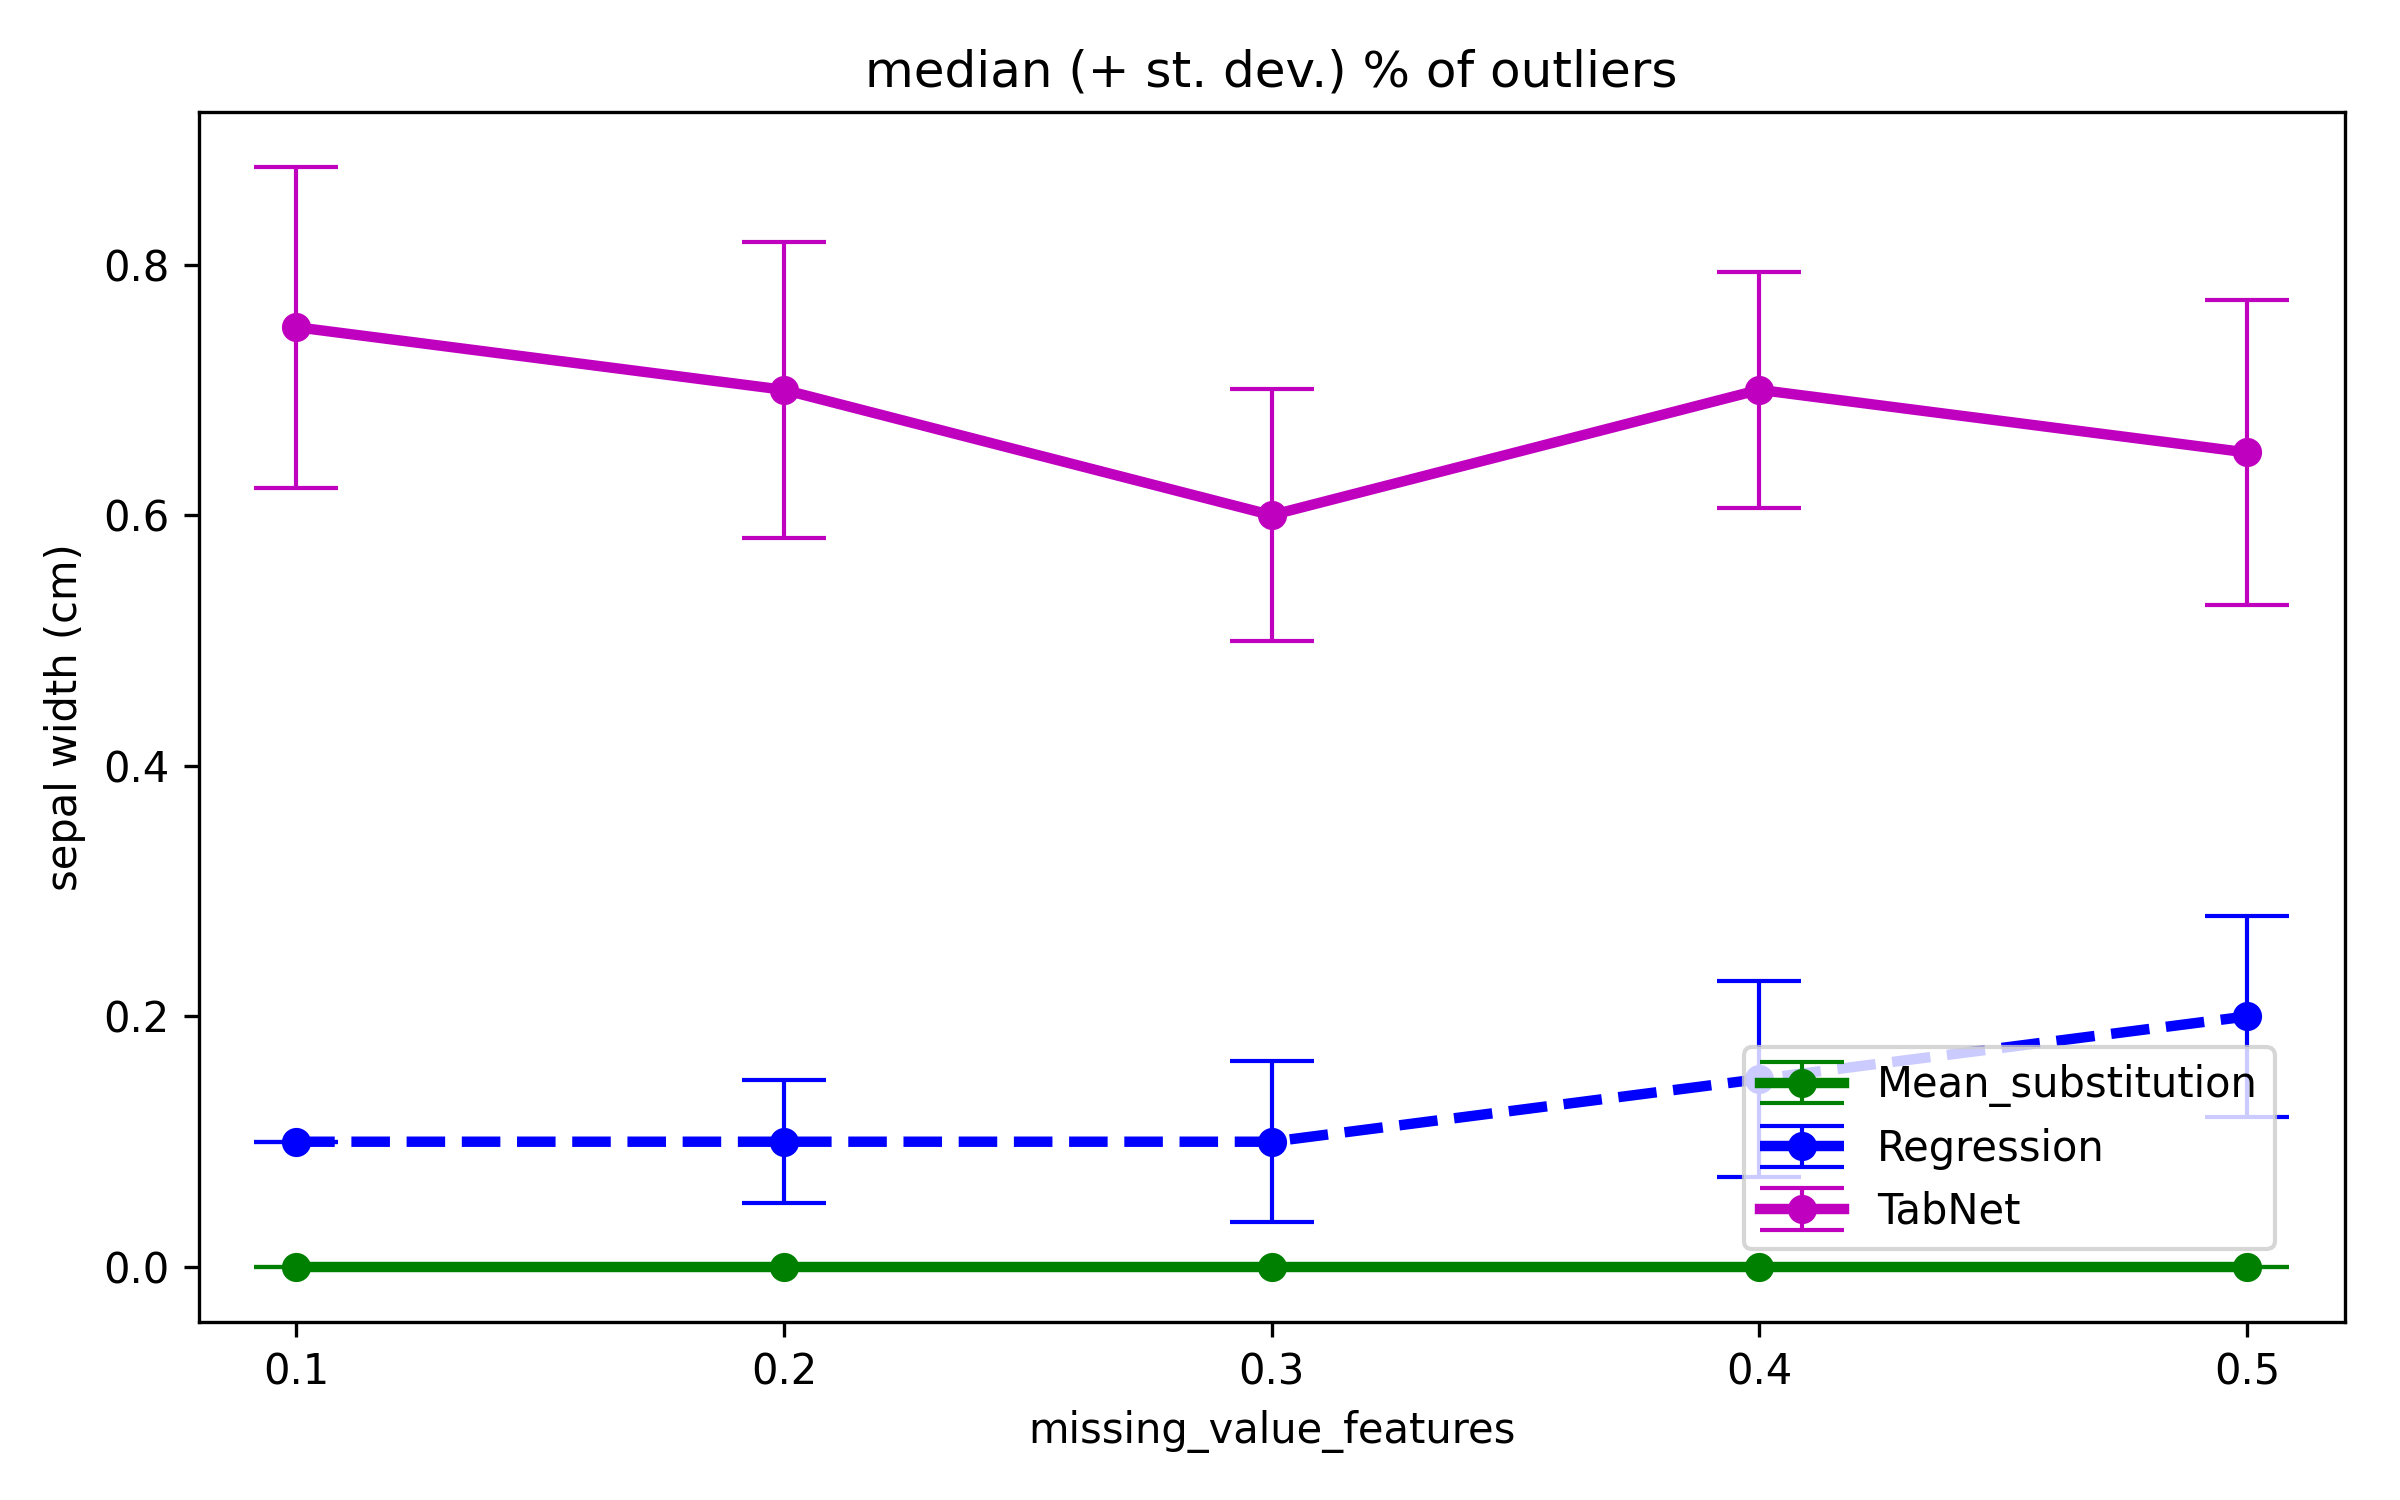 median (+ st. dev.) % of outliers
sepal width (cm)
0.8
0.6
0.4
0.2
0.0
Mean_substitution
Regression
TabNet
0.1 0.2 0.3 0.4 0.5
missing_value_features